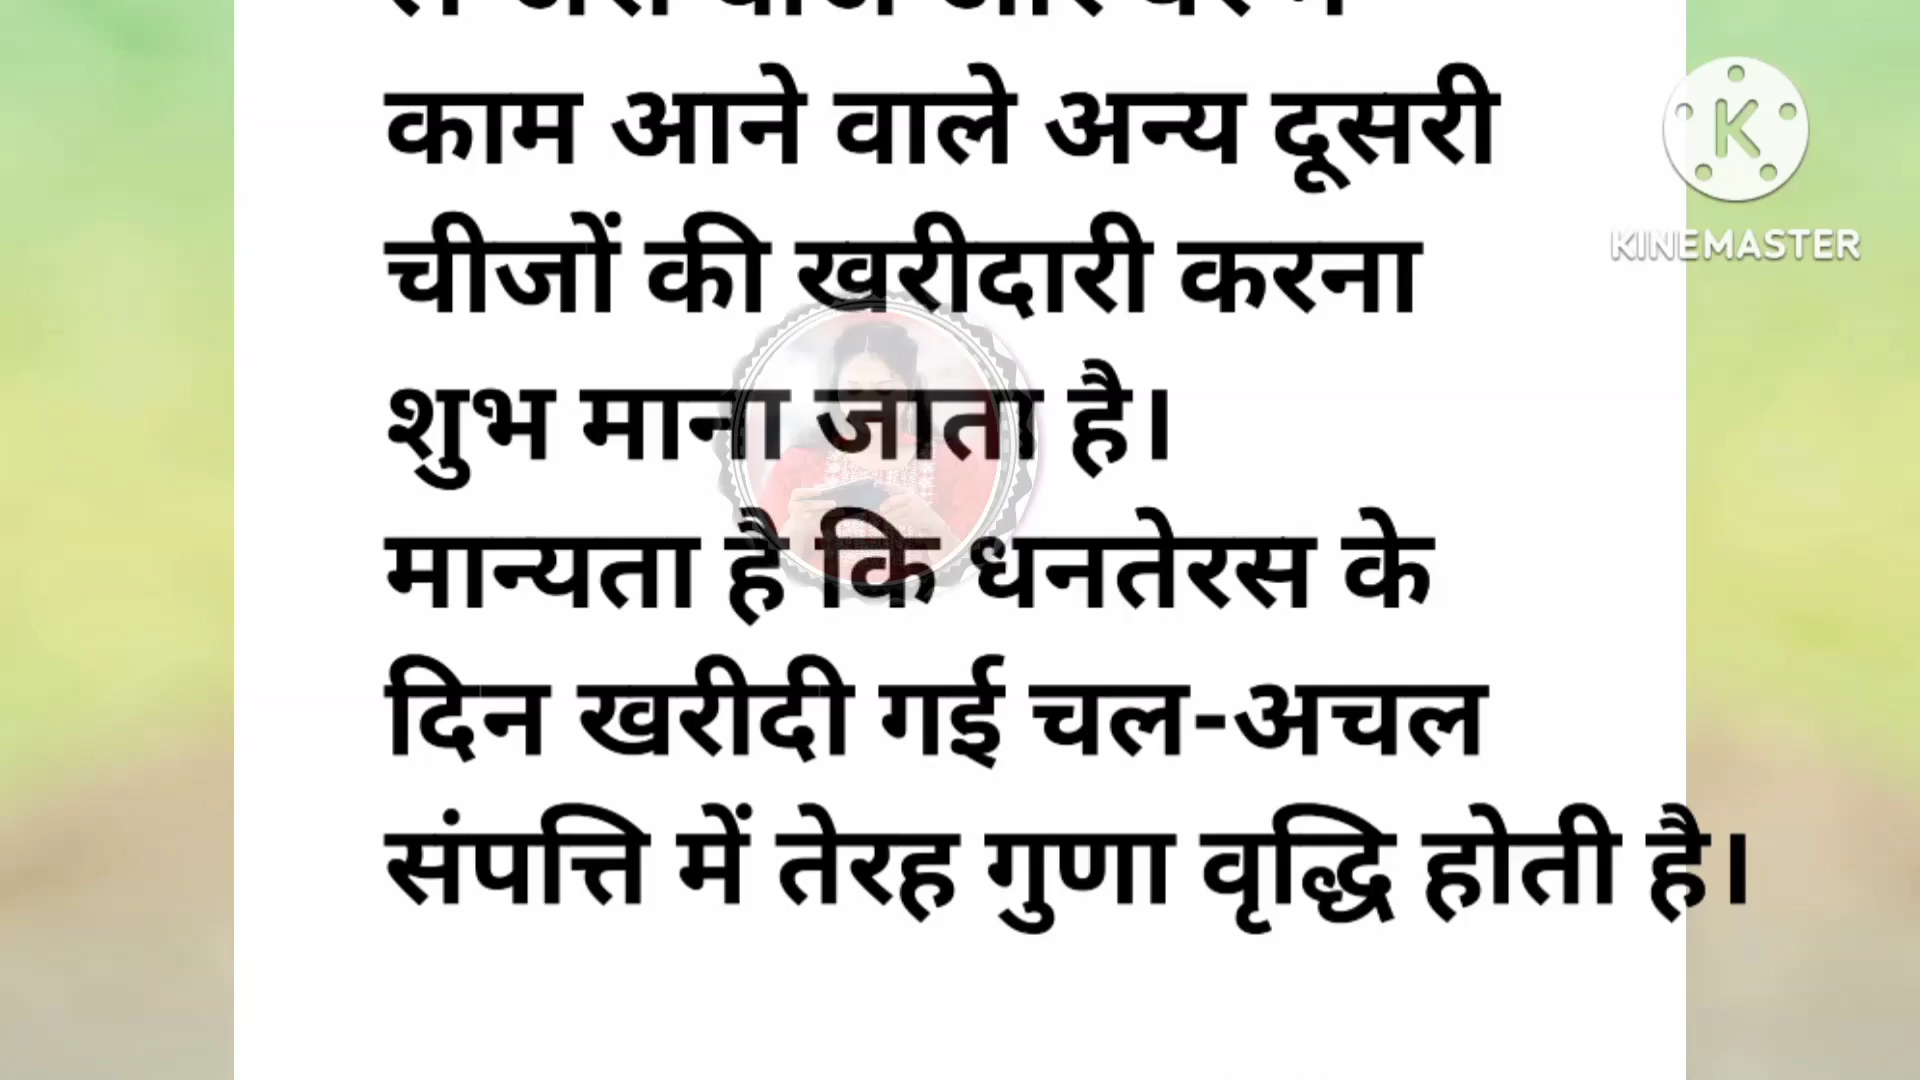 काम आने वाले अन्य दूसरी
चीजों की खरीदारी करना
शुभ माना जाता है।
मान्यता है कि धनतेरस के
दिन खरीदी गई चल-अचल
संपत्ति में तेरह गुणा वृद्धि होती है।
K
KINEMASTER